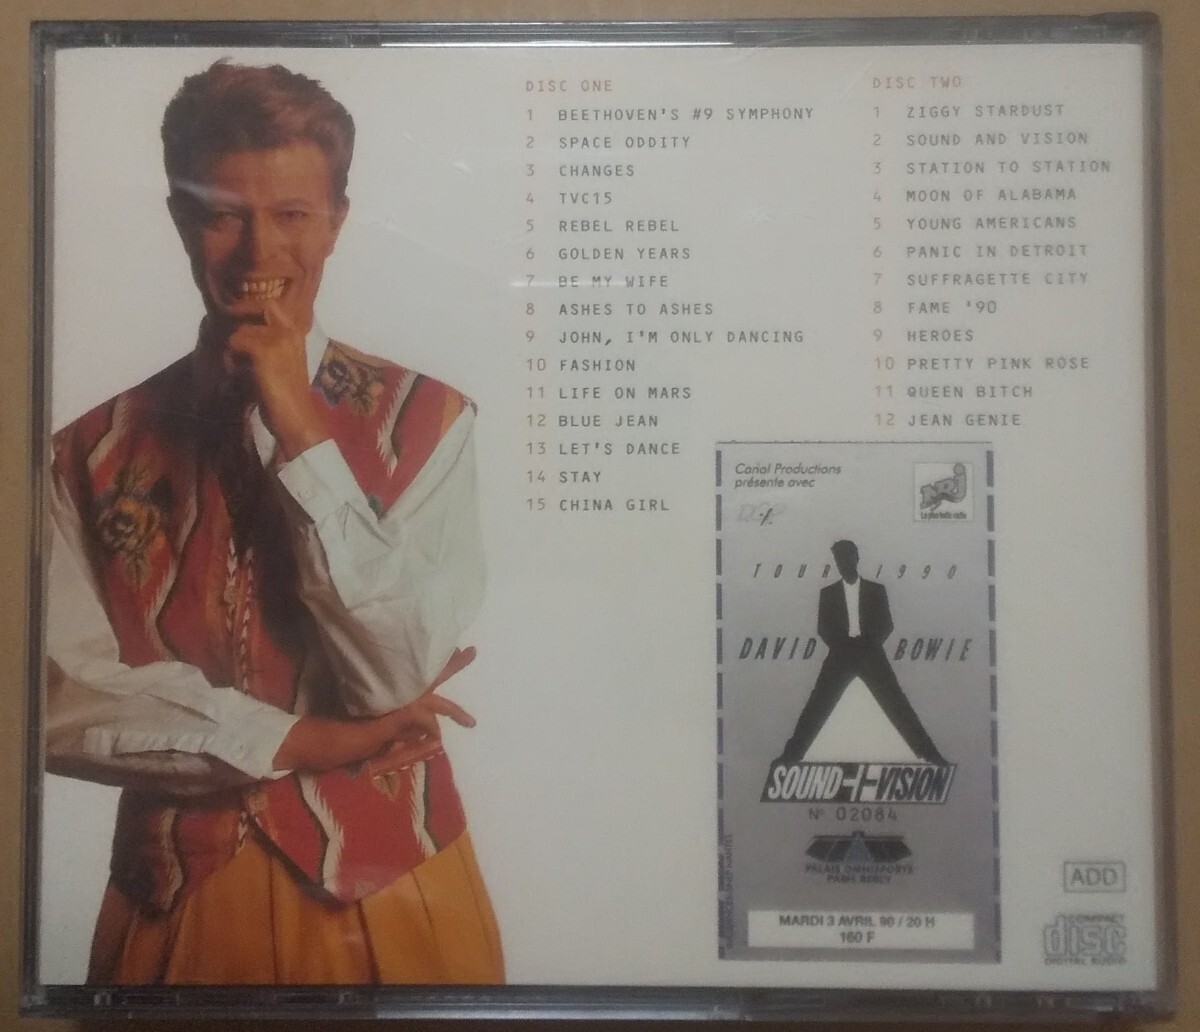 DISC ONE
1 BEETHOVEN'S #9 SYMPHONY
2 SPACE ODDITY
3 CHANGES
4 TVC15
5 REBEL REBEL
6 GOLDEN YEARS
7 BE MY WIFE
8 ASHES TO ASHES
9 JOHN, I'M ONLY DANCING
10 FASHION
11 LIFE ON MARS
12 BLUE JEAN
13 LET'S DANCE
14 STAY
15 CHINA GIRL
DISC TWO
1 ZIGGY STARDUST
2 SOUND AND VISION
3 STATION TO STATION
4 MOON OF ALABAMA
5 YOUNG AMERICANS
6 PANIC IN DETROIT
7 SUFFRAGETTE CITY
8 FAME '90
9 HEROES
10 PRETTY PINK ROSE
11 QUEEN BITCH
12 JEAN GENIE
Productions
présente avec
NRJ
La plus belle radio
TOUR 1990
DAVID BOWIE
SOUND+VISION
N° 02084
PALAIS OMNISPORTS
PARIS BERCY
MARDI 3 AVRIL 90 / 20 H
160 F
ADD
COMPACT
disc
DIGITAL AUDIO